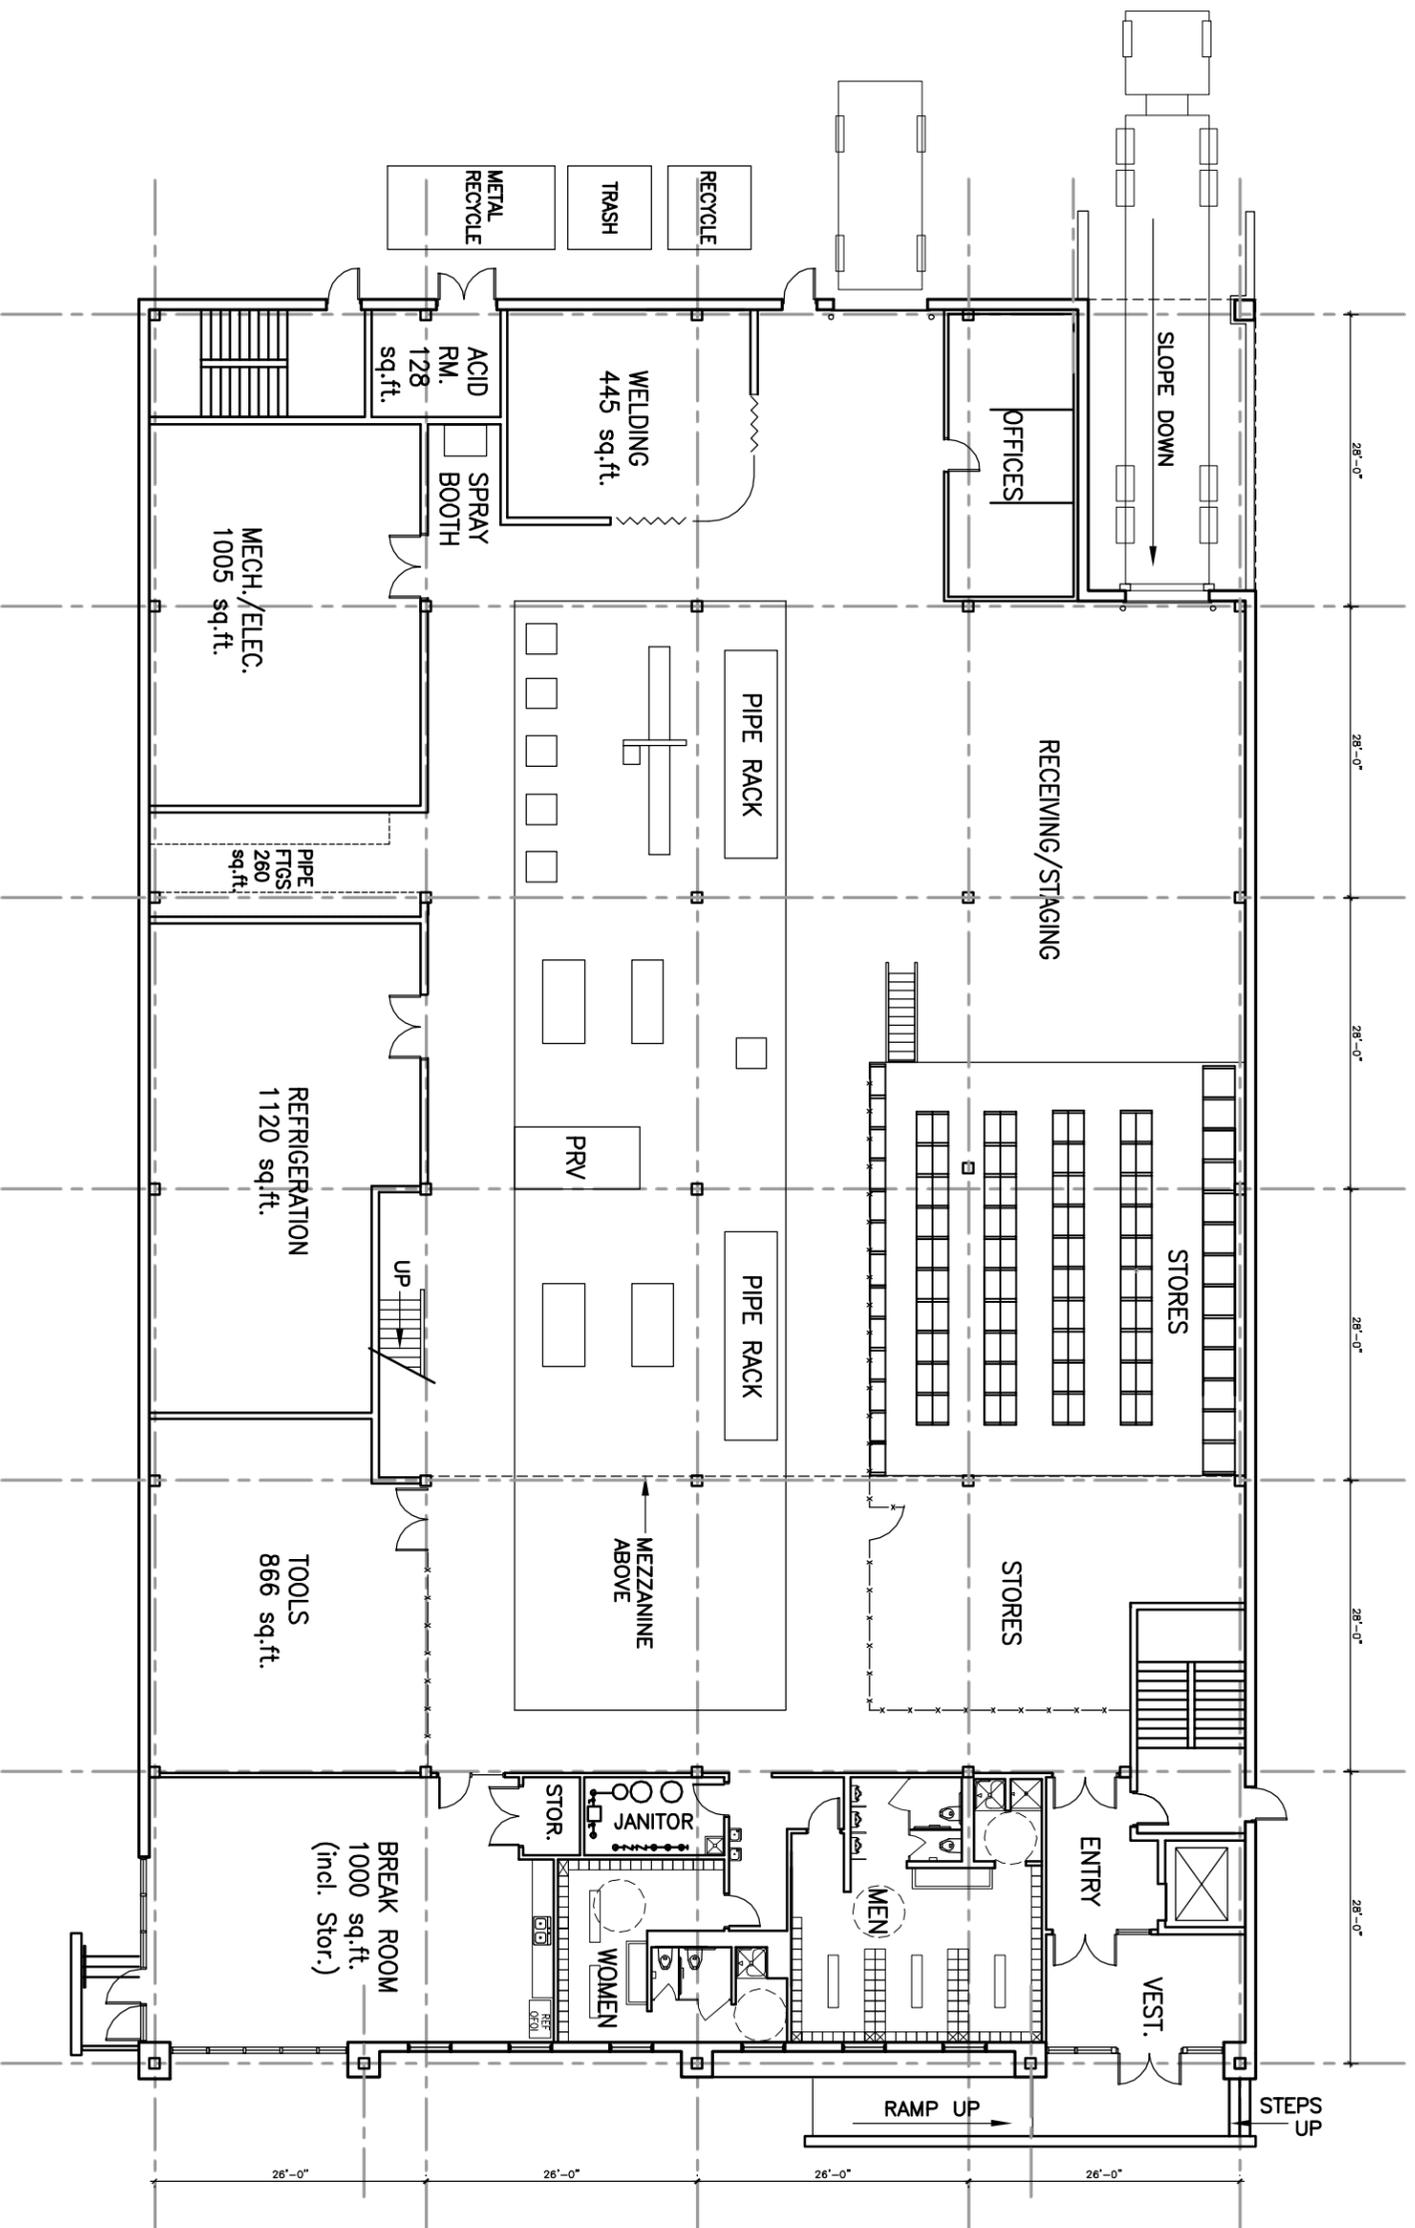 METAL
RECYCLE
TRASH
RECYCLE
SLOPE DOWN
28'-0"
ACID
RM.
128
sq.ft.
WELDING
445 sq.ft.
OFFICES
SPRAY
BOOTH
MECH./ELEC.
1005 sq.ft.
28'-0"
PIPE RACK
RECEIVING/STAGING
PIPE
FTGS
260
sq.ft.
28'-0"
REFRIGERATION
1120 sq.ft.
PRV
UP
PIPE RACK
STORES
28'-0"
MEZZANINE
ABOVE
TOOLS
866 sq.ft.
STORES
28'-0"
STOR.
JANITOR
BREAK ROOM
1000 sq.ft.
(incl. Stor.)
MEN
ENTRY
28'-0"
WOMEN
VEST.
REF
OFOI
RAMP UP
STEPS
UP
26'-0"
26'-0"
26'-0"
26'-0"